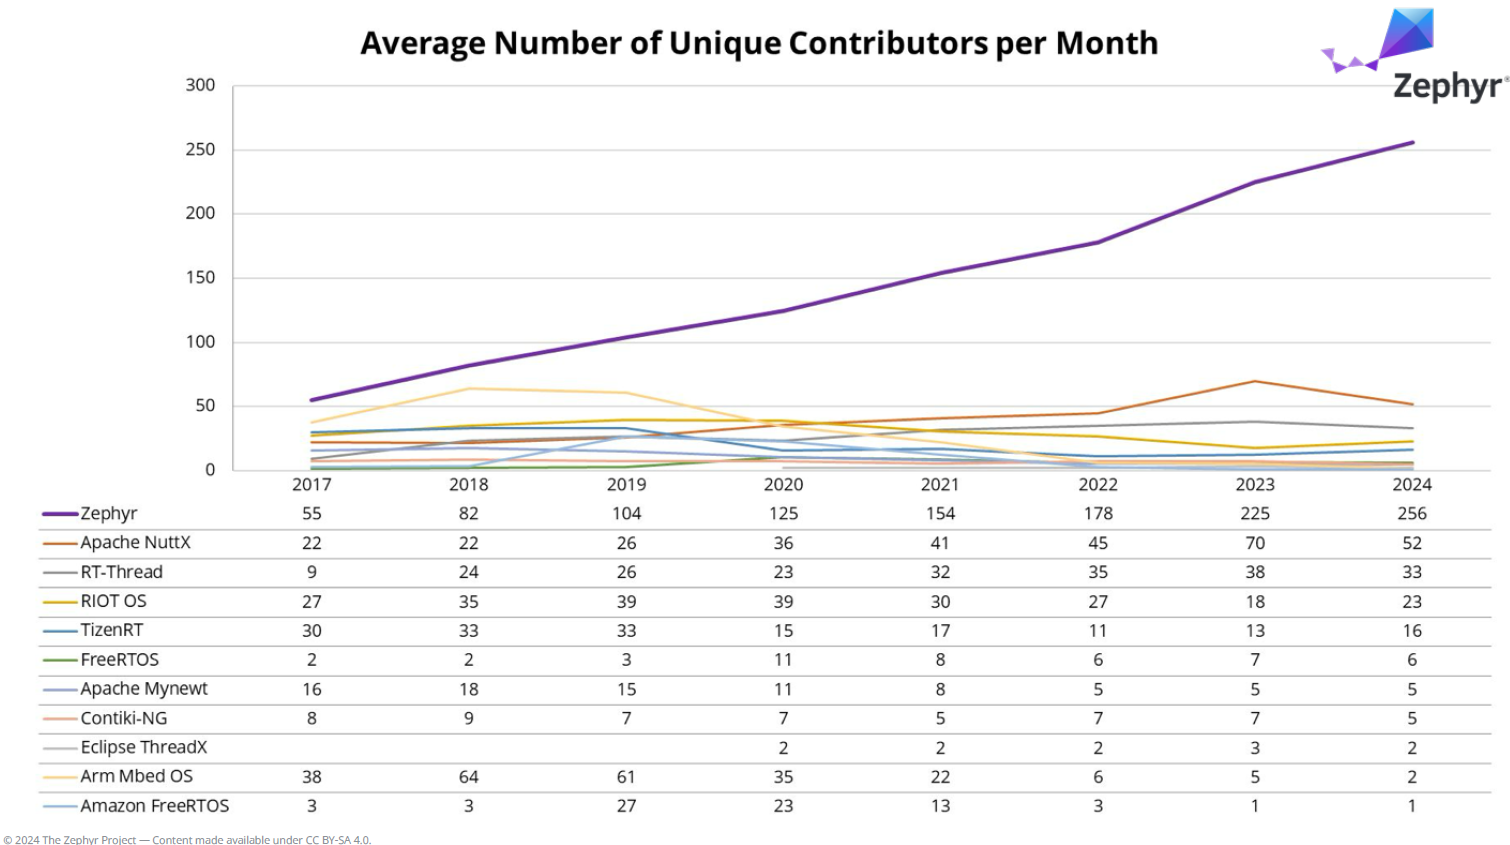 Average Number of Unique Contributors per Month
Zephyr®
300
250
200
150
100
50
0
2017 2018 2019 2020 2021 2022 2023 2024
Zephyr 55 82 104 125 154 178 225 256
Apache NuttX 22 22 26 36 41 45 70 52
RT-Thread 9 24 26 23 32 35 38 33
RIOT OS 27 35 39 39 30 27 18 23
TizenRT 30 33 33 15 17 11 13 16
FreeRTOS 2 2 3 11 8 6 7 6
Apache Mynewt 16 18 15 11 8 5 5 5
Contiki-NG 8 9 7 7 5 7 7 5
Eclipse ThreadX 2 2 2 3 2
Arm Mbed OS 38 64 61 35 22 6 5 2
Amazon FreeRTOS 3 3 27 23 13 3 1 1
© 2024 The Zephyr Project — Content made available under CC BY-SA 4.0.